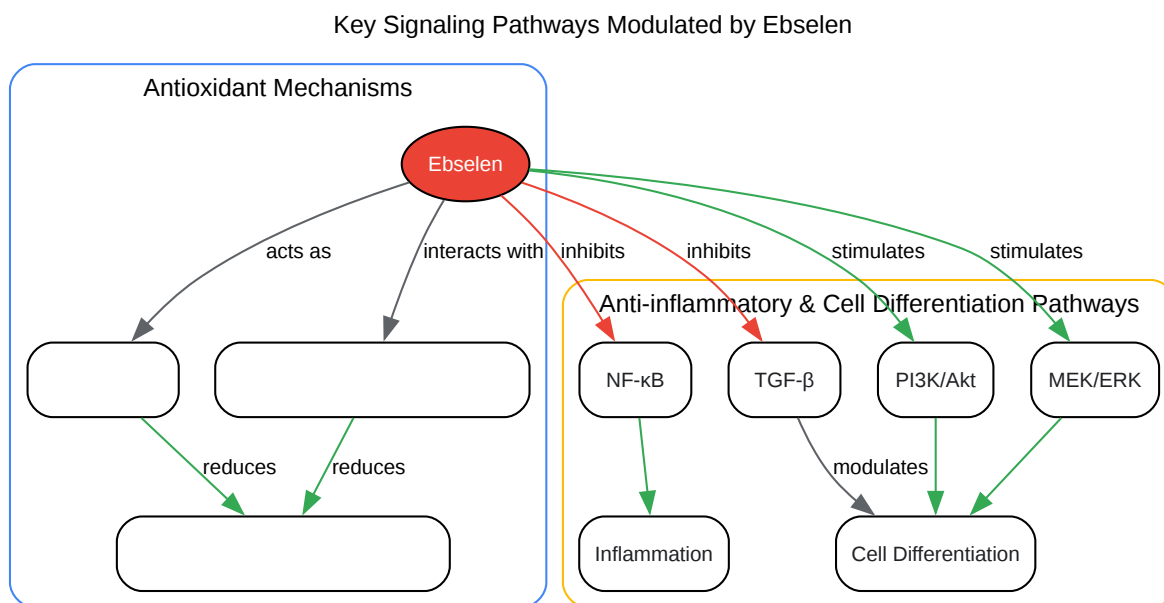 Key Signaling Pathways Modulated by Ebselen
Antioxidant Mechanisms
Ebselen
acts as
interacts with
inhibits
inhibits
stimulates
stimulates
Anti-inflammatory & Cell Differentiation Pathways
NF-κB
TGF-β
PI3K/Akt
MEK/ERK
reduces
reduces
modulates
Inflammation
Cell Differentiation